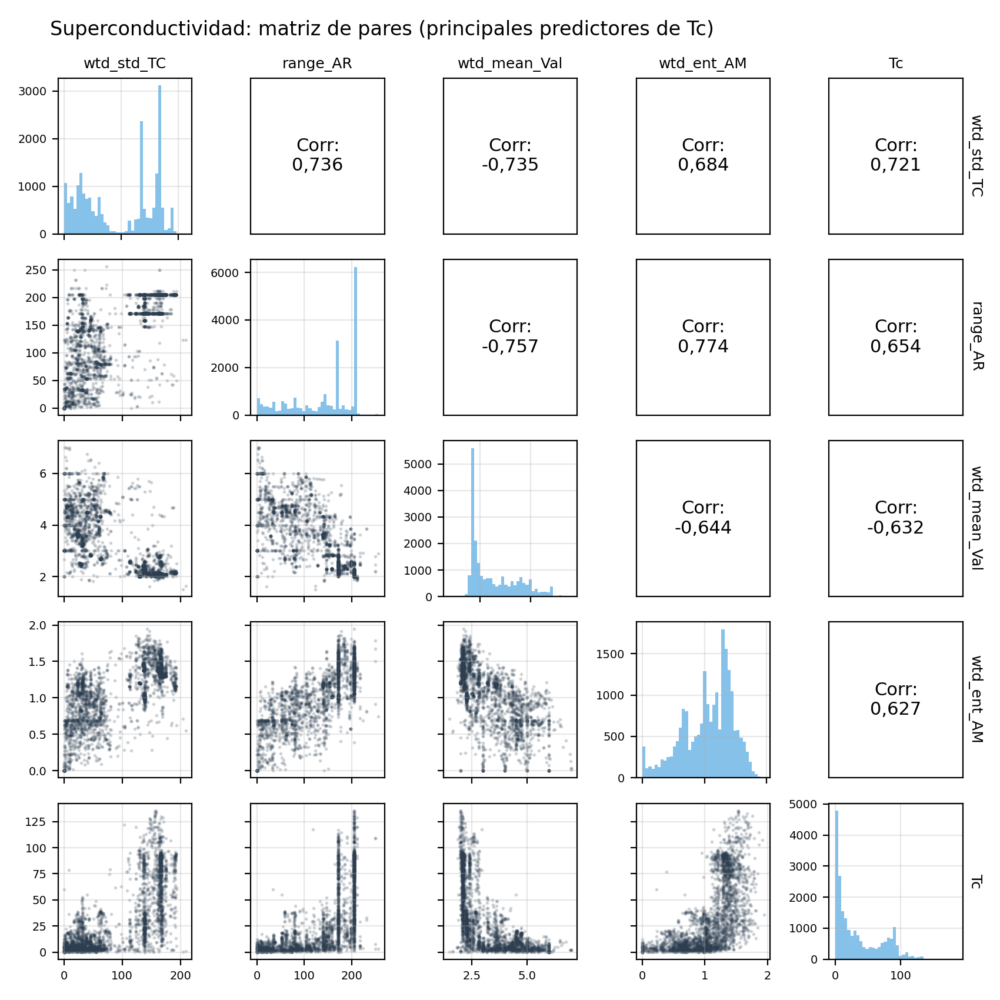 Superconductividad: matriz de pares (principales predictores de Tc)
wtd_std_TC range_AR wtd_mean_Val wtd_ent_AM Tc
3000
2000
1000
0
Corr:
0,736
Corr:
-0,735
Corr:
0,684
Corr:
0,721
wtd_std_TC
250
200
150
100
50
0
6000
4000
2000
0
Corr:
-0,757
Corr:
0,774
Corr:
0,654
range_AR
6
4
2
5000
4000
3000
2000
1000
0
Corr:
-0,644
Corr:
-0,632
wtd_mean_Val
2.0
1.5
1.0
0.5
0.0
1500
1000
500
0
Corr:
0,627
wtd_ent_AM
125
100
75
50
25
0
5000
4000
3000
2000
1000
0
Tc
0 100 200
0 100 200
2.5 5.0
0 1 2
0 100